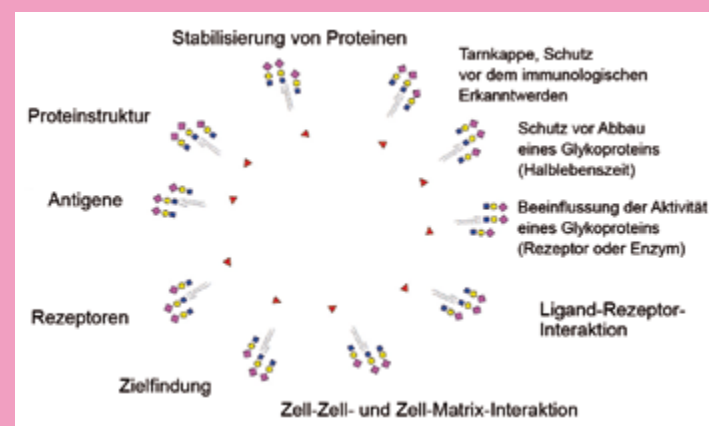 Stabilisierung von Proteinen
Tarnkappe, Schutz
vor dem immunologischen
Erkanntwerden
Proteinstruktur
Schutz vor Abbau
eines Glykoproteins
(Halblebenszeit)
Antigene
Beeinflussung der Aktivität
eines Glykoproteins
(Rezeptor oder Enzym)
Rezeptoren
Ligand-Rezeptor-
Interaktion
Zielfindung
Zell-Zell- und Zell-Matrix-Interaktion